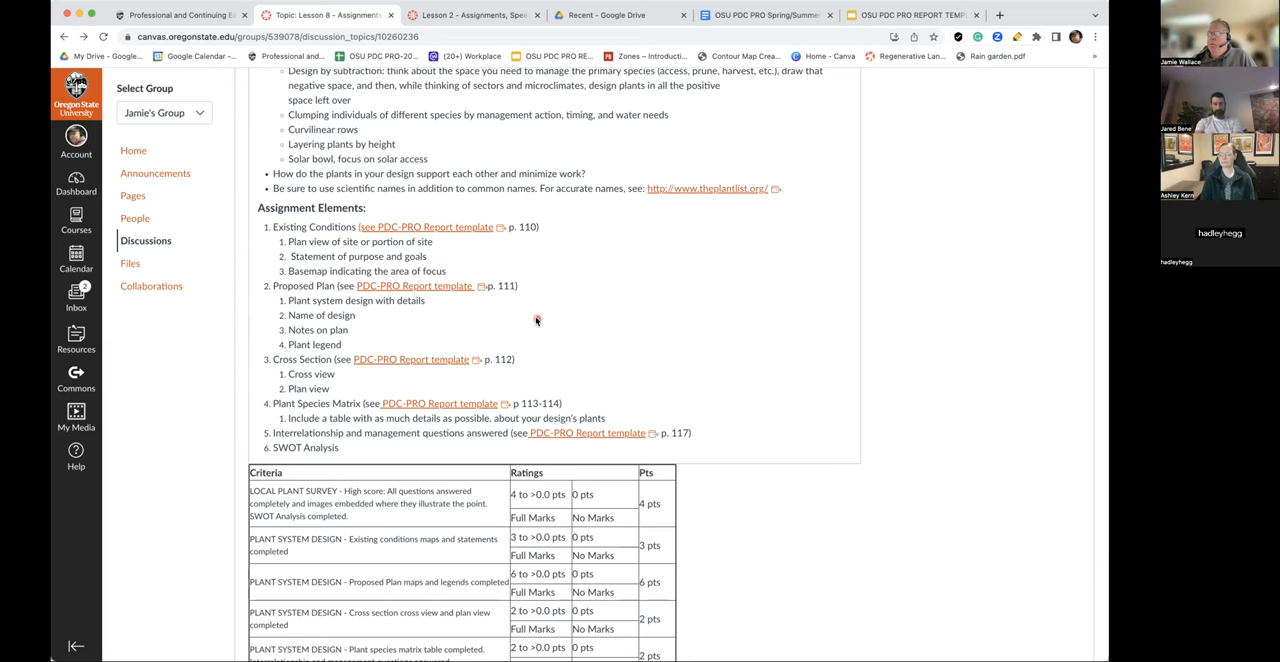 Professional and Continuing E
Topic: Lesson 8 - Assignments
Lesson 2 - Assignments, Spee
Recent - Google Drive
OSU PDC PRO Spring/Summer
OSU PDC PRO REPORT TEMPL
canvas.oregonstate.edu/groups/539078/discussion_topics/10260236
My Drive - Google...
Google Calendar -...
Professional and...
OSU PDC PRO-20...
(20+) Workplace
OSU PDC PRO RE...
Zones – Introducti...
Contour Map Crea...
Home - Canva
Regenerative Lan...
Rain garden.pdf
Oregon State
University
Account
Dashboard
Courses
Calendar
2
Inbox
Resources
Commons
My Media
Help
Select Group
Jamie's Group
Home
Announcements
Pages
People
Discussions
Files
Collaborations
Design by subtraction: think about the space you need to manage the primary species (access, prune, harvest, etc.), draw that
negative space, and then, while thinking of sectors and microclimates, design plants in all the positive
space left over
Clumping individuals of different species by management action, timing, and water needs
Curvilinear rows
Layering plants by height
Solar bowl, focus on solar access
• How do the plants in your design support each other and minimize work?
• Be sure to use scientific names in addition to common names. For accurate names, see: http://www.theplantlist.org/
Assignment Elements:
1. Existing Conditions (see PDC-PRO Report template p. 110)
1. Plan view of site or portion of site
2. Statement of purpose and goals
3. Basemap indicating the area of focus
2. Proposed Plan (see PDC-PRO Report template p. 111)
1. Plant system design with details
2. Name of design
3. Notes on plan
4. Plant legend
3. Cross Section (see PDC-PRO Report template p. 112)
1. Cross view
2. Plan view
4. Plant Species Matrix (see PDC-PRO Report template p 113-114)
1. Include a table with as much details as possible. about your design's plants
5. Interrelationship and management questions answered (see PDC-PRO Report template p. 117)
6. SWOT Analysis
Criteria Ratings Pts
LOCAL PLANT SURVEY - High score: All questions answered
completely and images embedded where they illustrate the point.
SWOT Analysis completed.
4 to >0.0 pts 0 pts
Full Marks No Marks
4 pts
PLANT SYSTEM DESIGN - Existing conditions maps and statements
completed
3 to >0.0 pts 0 pts
Full Marks No Marks
3 pts
PLANT SYSTEM DESIGN - Proposed Plan maps and legends completed
6 to >0.0 pts 0 pts
Full Marks No Marks
6 pts
PLANT SYSTEM DESIGN - Cross section cross view and plan view
completed
2 to >0.0 pts 0 pts
Full Marks No Marks
2 pts
PLANT SYSTEM DESIGN - Plant species matrix table completed.
Interrelationship and management questions answered
2 to >0.0 pts 0 pts
2 pts
Jamie Wallace
Jared Bene
Ashley Kern
hadleyhegg
hadleyhegg